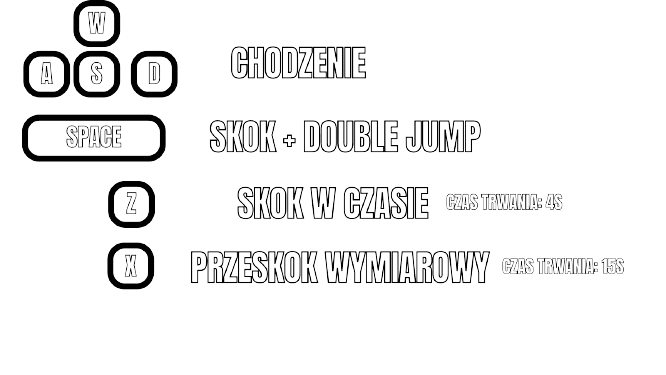 W
A S D CHODZENIE
SPACE SKOK + DOUBLE JUMP
Z SKOK W CZASIE CZAS TRWANIA: 4S
X PRZESKOK WYMIAROWY CZAS TRWANIA: 15S